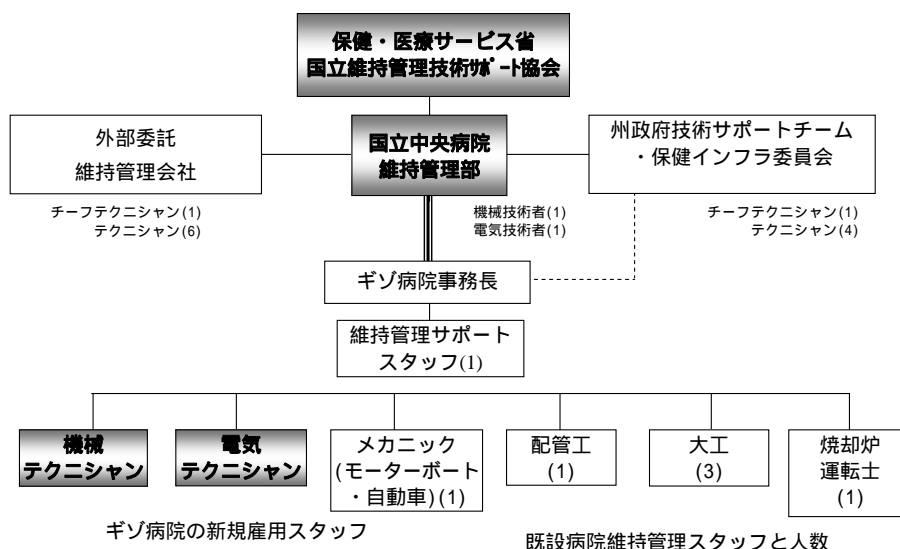 保健・医療サービス省
国立維持管理技術ｻﾎﾟｰﾄ協会
外部委託
維持管理会社
国立中央病院
維持管理部
州政府技術サポートチーム
・保健インフラ委員会
チーフテクニシャン(1)
テクニシャン(6)
機械技術者(1)
電気技術者(1)
チーフテクニシャン(1)
テクニシャン(4)
ギゾ病院事務長
維持管理サポート
スタッフ(1)
機械
テクニシャン
電気
テクニシャン
メカニック
(モーターボート
・自動車)(1)
配管工
(1)
大工
(3)
焼却炉
運転士
(1)
ギゾ病院の新規雇用スタッフ
既設病院維持管理スタッフと人数